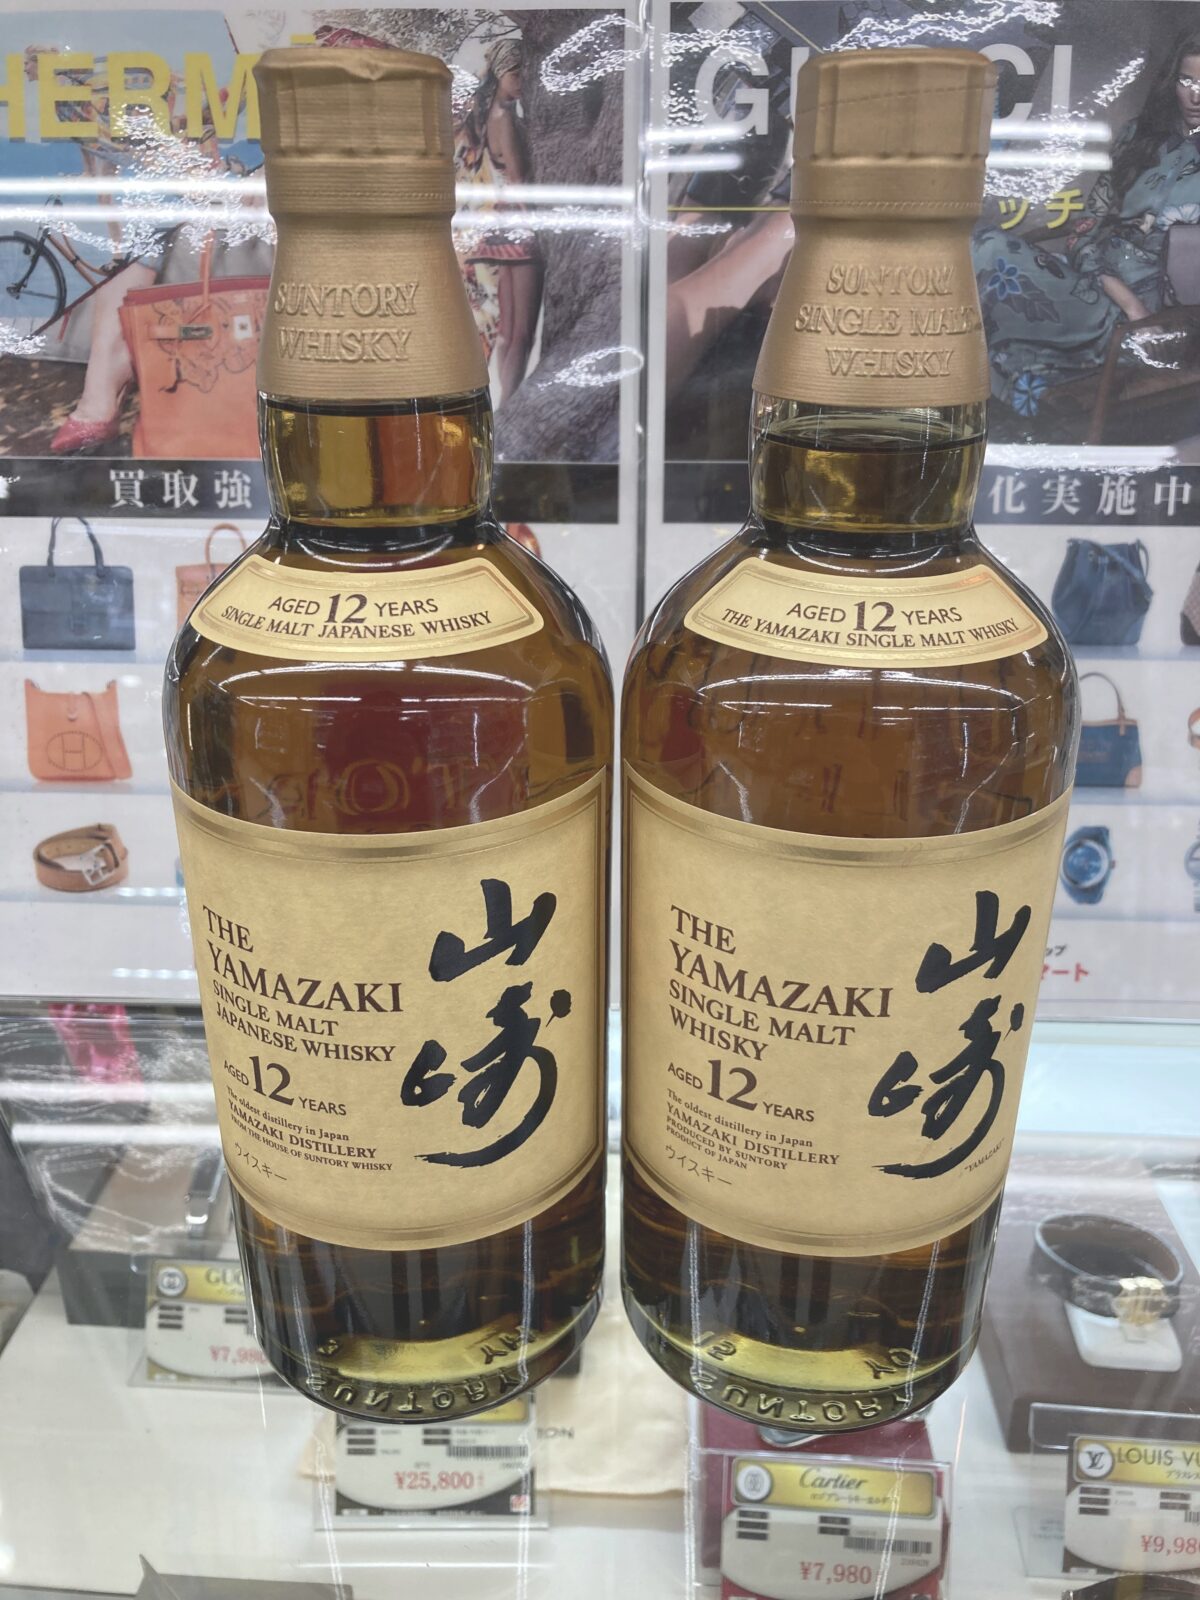 HERM
GUCCI
ッチ
買取強
化実施中
SUNTORY
WHISKY
AGED 12 YEARS
SINGLE MALT JAPANESE WHISKY
THE
YAMAZAKI
SINGLE MALT
JAPANESE WHISKY
AGED 12 YEARS
The oldest distillery in Japan
YAMAZAKI DISTILLERY
FROM THE HOUSE OF SUNTORY WHISKY
ウイスキー
山崎
SUNTORY
SINGLE MALT
WHISKY
AGED 12 YEARS
THE YAMAZAKI SINGLE MALT WHISKY
THE
YAMAZAKI
SINGLE MALT
WHISKY
AGED 12 YEARS
The oldest distillery in Japan
YAMAZAKI DISTILLERY
PRODUCED BY SUNTORY
PRODUCT OF JAPAN
ウイスキー
山崎
"YAMAZAKI"
¥25,800
Cartier
¥7,980
LOUIS VU